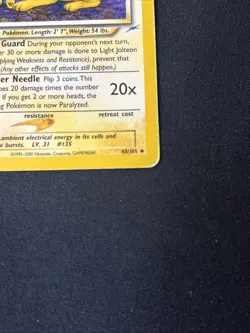 Pokémon. Length: 2' 7", Weight: 54 lbs.
Guard During your opponent's next turn,
30 or more damage is done to Light Jolteon
pplying Weakness and Resistance), prevent that
(Any other effects of attacks still happen.)
er Needle Flip 3 coins. This
oes 20 damage times the number
If you get 2 or more heads, the
ng Pokémon is now Paralyzed.
20x
resistance retreat cost
ambient electrical energy in its cells and
e bursts. LV. 31 #135
©1995-2000 Nintendo, Creatures, GAMEFREAK. 48/105